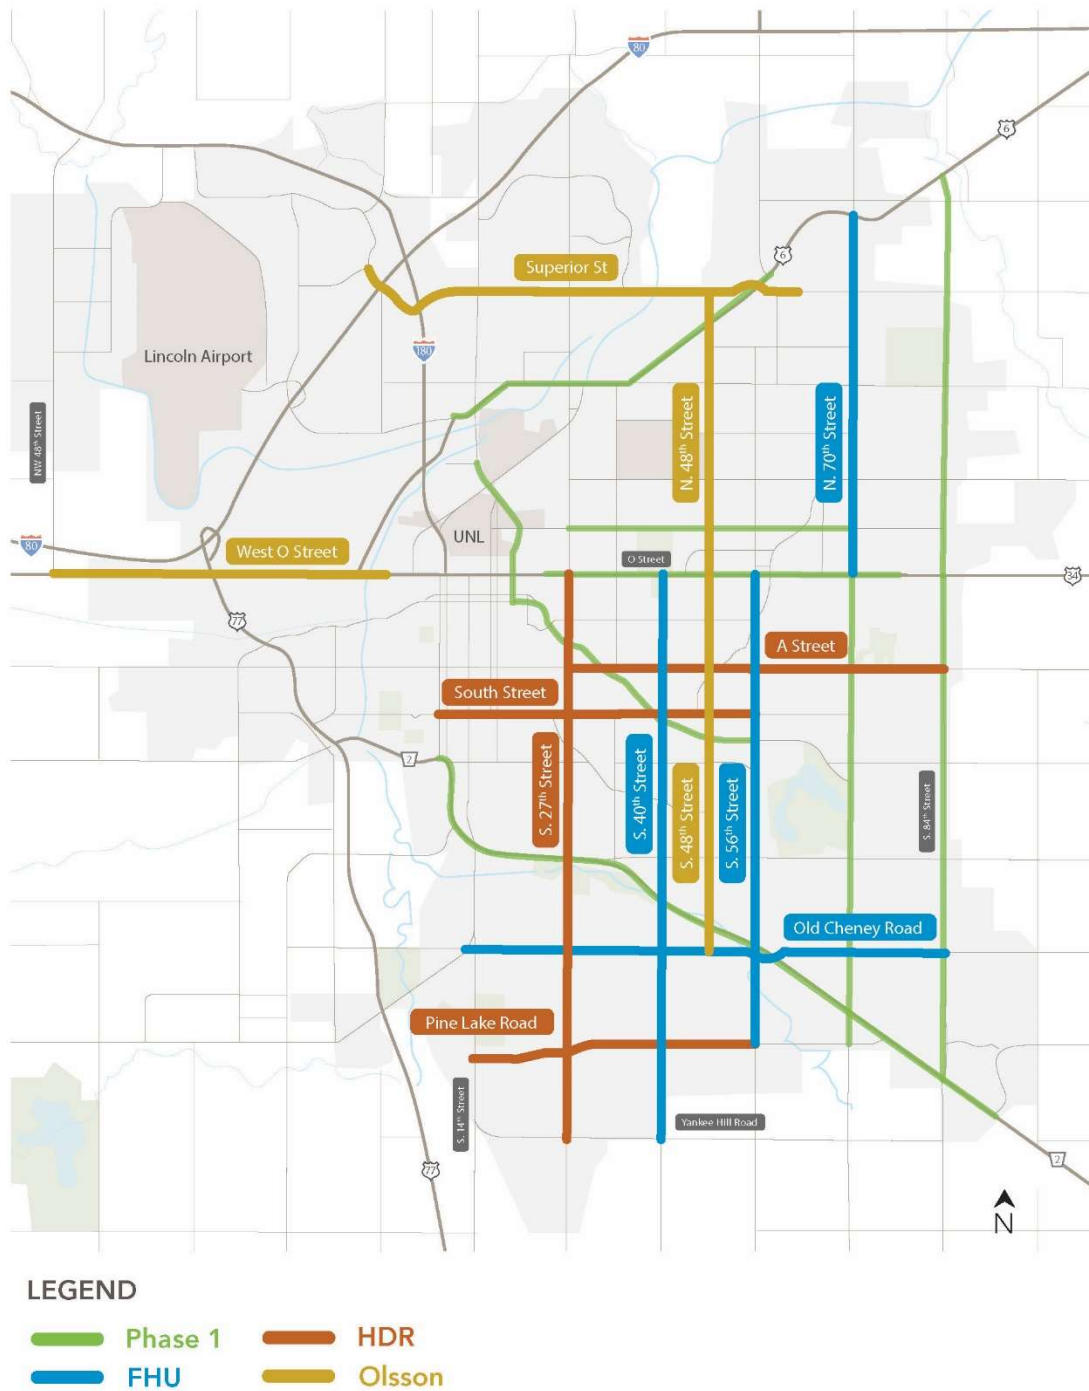 80
6
6
Superior St
Lincoln Airport
180
NW 48th Street
N. 48th Street
N. 70th Street
UNL
80
West O Street
O Street
34
77
A Street
South Street
2
S. 27th Street
S. 40th Street
S. 48th Street
S. 56th Street
S. 84th Street
Old Cheney Road
Pine Lake Road
S. 14th Street
Yankee Hill Road
77
2
N
LEGEND
Phase 1
HDR
FHU
Olsson